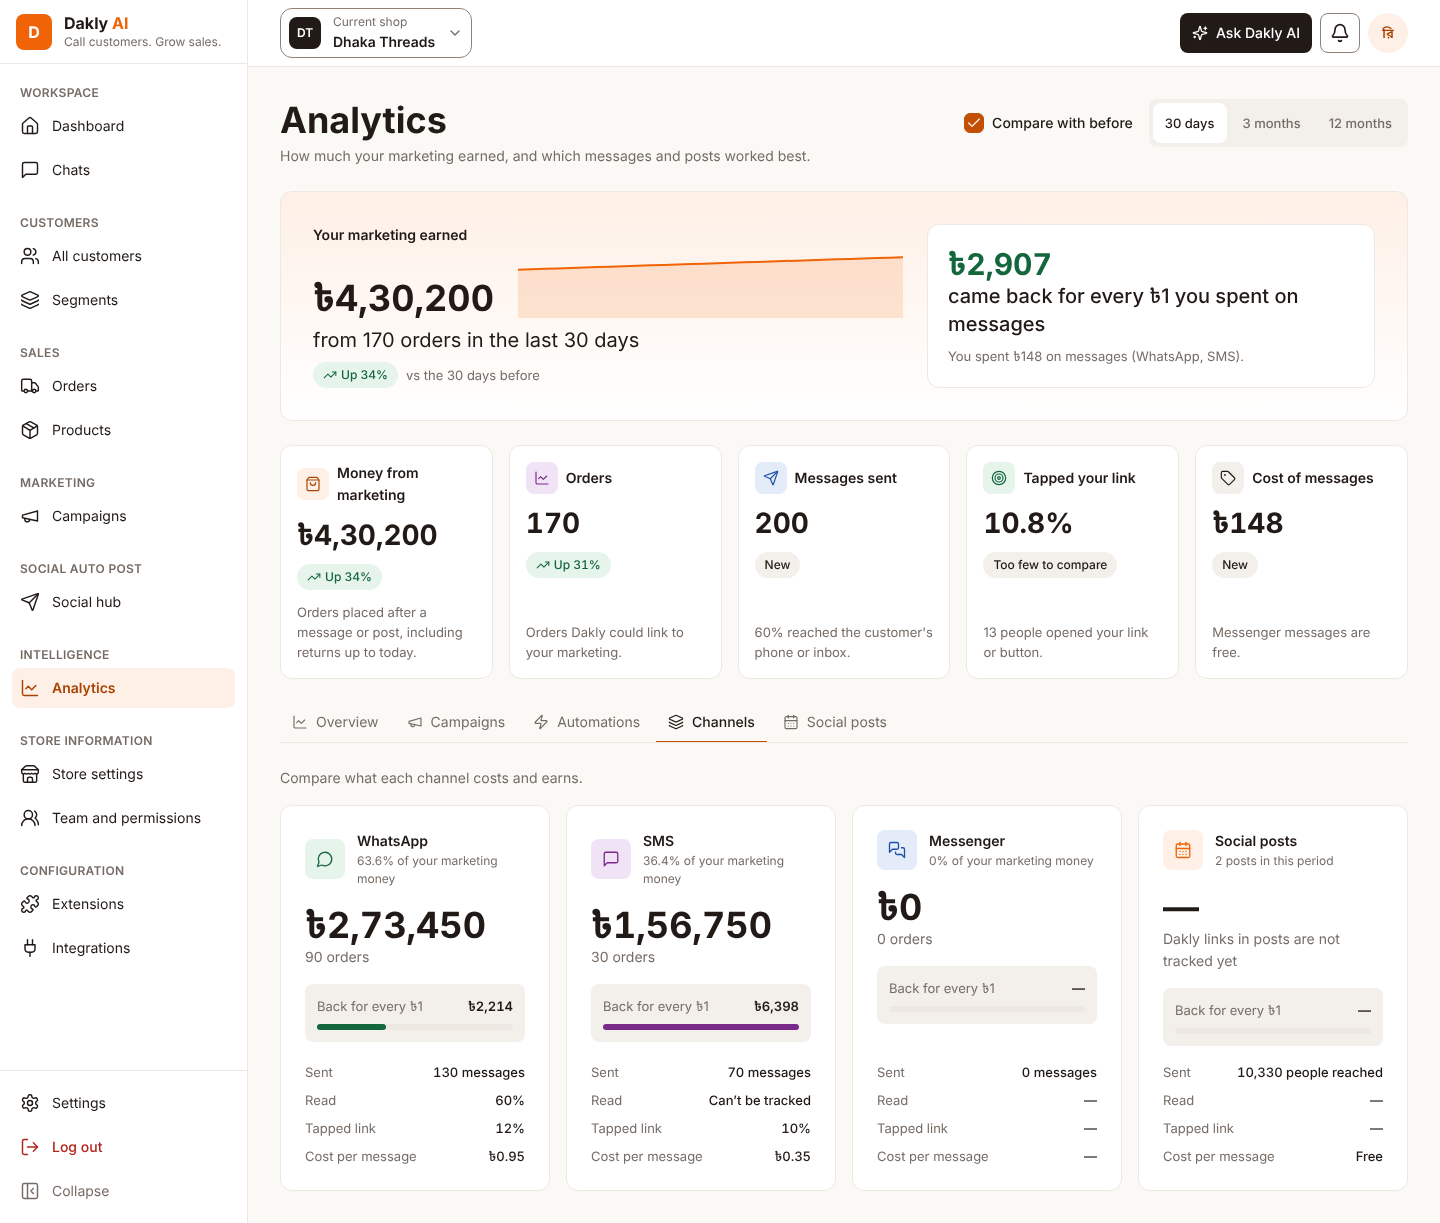 D
Dakly AI
Call customers. Grow sales.
WORKSPACE
Dashboard
Chats
CUSTOMERS
All customers
Segments
SALES
Orders
Products
MARKETING
Campaigns
SOCIAL AUTO POST
Social hub
INTELLIGENCE
Analytics
STORE INFORMATION
Store settings
Team and permissions
CONFIGURATION
Extensions
Integrations
Settings
Log out
Collapse
DT
Current shop
Dhaka Threads
Ask Dakly AI
রি
Analytics
How much your marketing earned, and which messages and posts worked best.
Compare with before
30 days
3 months
12 months
Your marketing earned
৳4,30,200
from 170 orders in the last 30 days
Up 34%
vs the 30 days before
৳2,907
came back for every ৳1 you spent on
messages
You spent ৳148 on messages (WhatsApp, SMS).
Money from
marketing
৳4,30,200
Up 34%
Orders placed after a
message or post, including
returns up to today.
Orders
170
Up 31%
Orders Dakly could link to
your marketing.
Messages sent
200
New
60% reached the customer's
phone or inbox.
Tapped your link
10.8%
Too few to compare
13 people opened your link
or button.
Cost of messages
৳148
New
Messenger messages are
free.
Overview
Campaigns
Automations
Channels
Social posts
Compare what each channel costs and earns.
WhatsApp
63.6% of your marketing
money
৳2,73,450
90 orders
Back for every ৳1
৳2,214
Sent
130 messages
Read
60%
Tapped link
12%
Cost per message
৳0.95
SMS
36.4% of your marketing
money
৳1,56,750
30 orders
Back for every ৳1
৳6,398
Sent
70 messages
Read
Can't be tracked
Tapped link
10%
Cost per message
৳0.35
Messenger
0% of your marketing money
৳0
0 orders
Back for every ৳1
—
Sent
0 messages
Read
—
Tapped link
—
Cost per message
—
Social posts
2 posts in this period
—
Dakly links in posts are not
tracked yet
Back for every ৳1
—
Sent
10,330 people reached
Read
—
Tapped link
—
Cost per message
Free